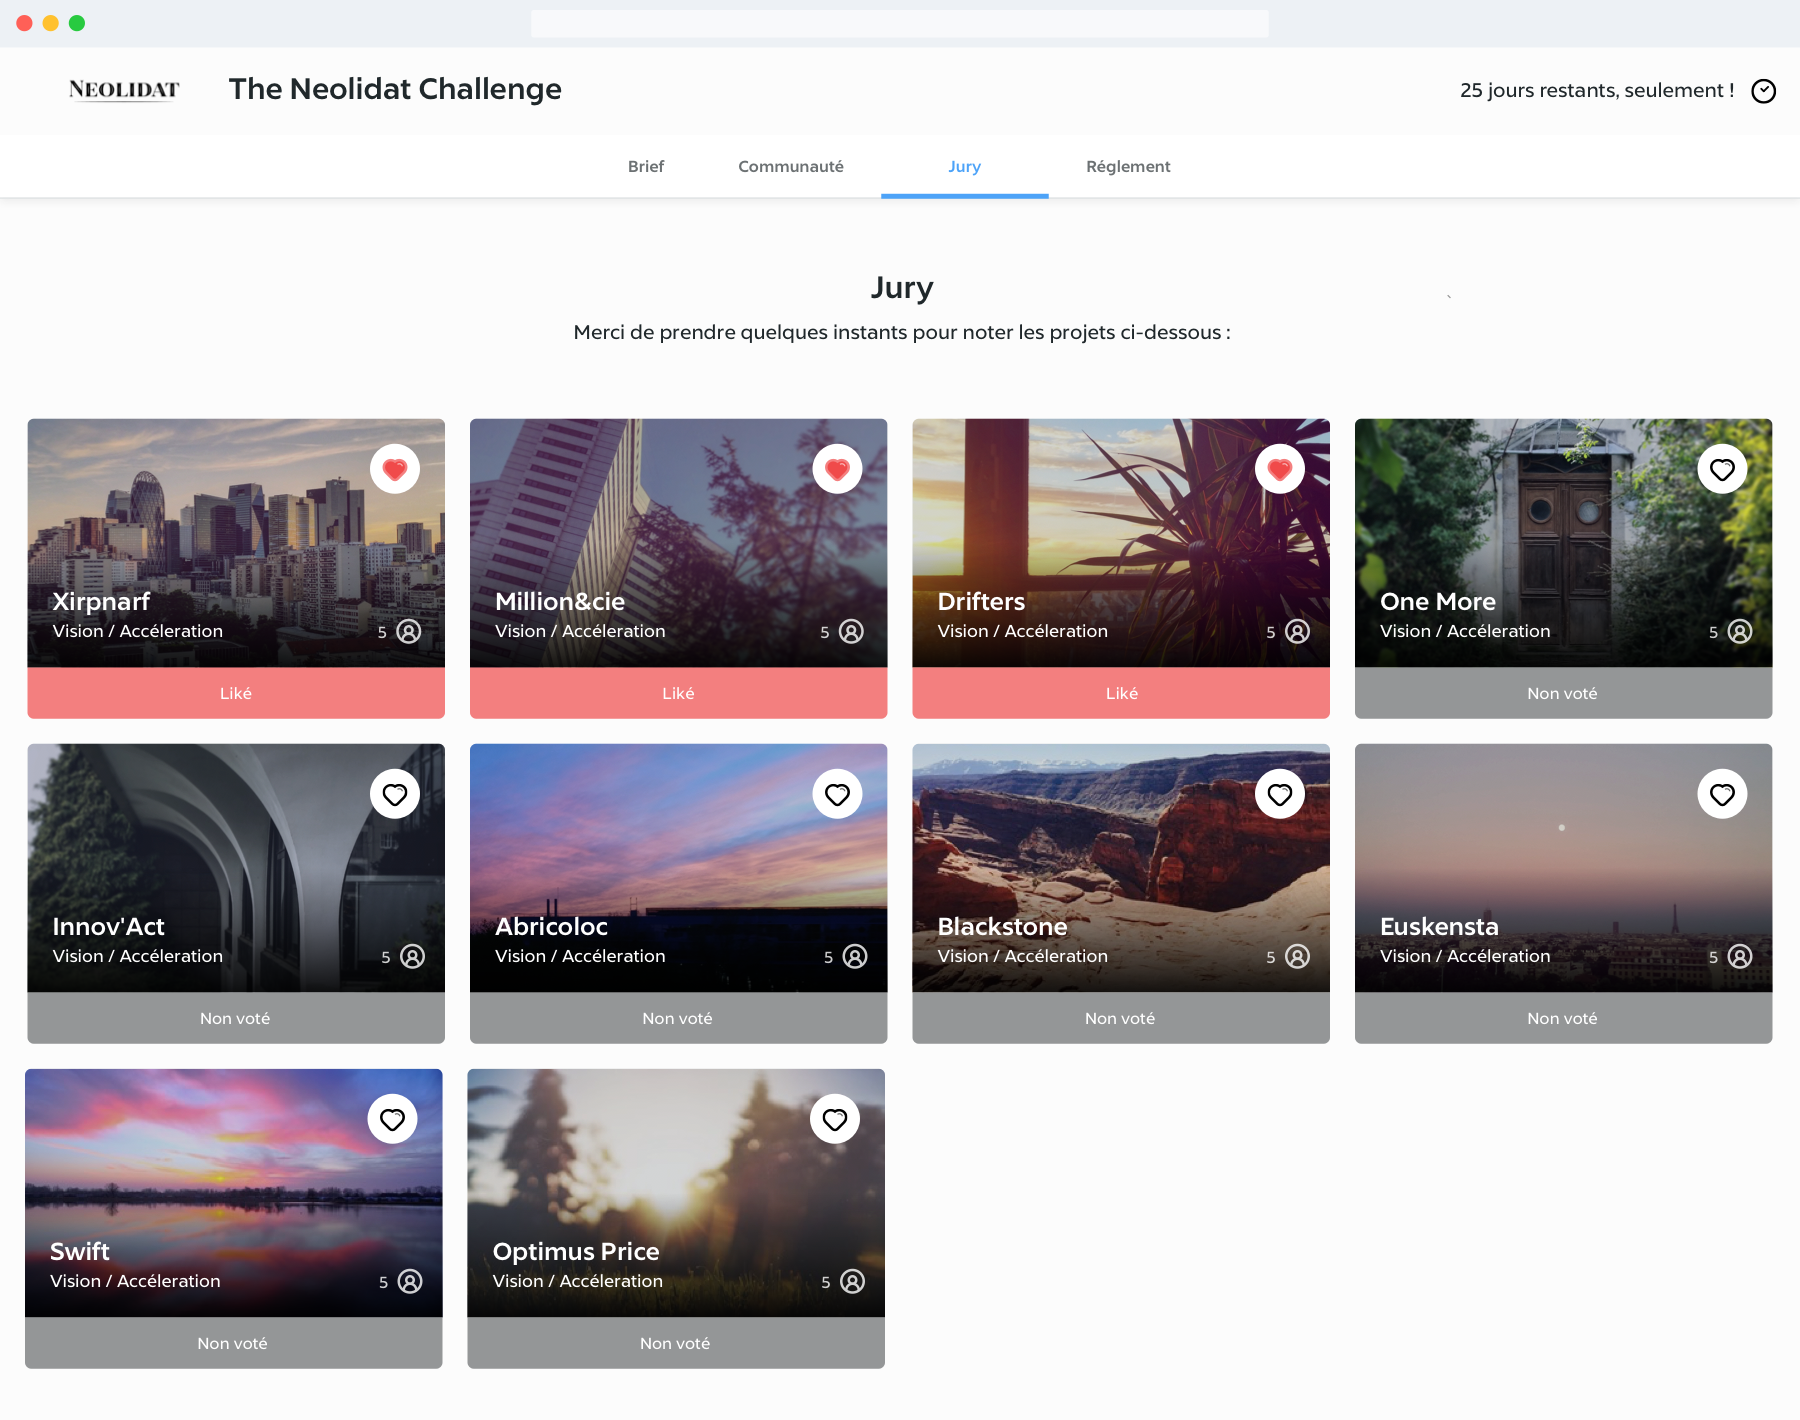 NEOLIDAT
The Neolidat Challenge
25 jours restants, seulement !
Brief
Communauté
Jury
Réglement
Jury
Merci de prendre quelques instants pour noter les projets ci-dessous :
Xirpnarf
Vision / Accéleration
5
Liké
Million&cie
Vision / Accéleration
5
Liké
Drifters
Vision / Accéleration
5
Liké
One More
Vision / Accéleration
5
Non voté
Innov'Act
Vision / Accéleration
5
Non voté
Abricoloc
Vision / Accéleration
5
Non voté
Blackstone
Vision / Accéleration
5
Non voté
Euskensta
Vision / Accéleration
5
Non voté
Swift
Vision / Accéleration
5
Non voté
Optimus Price
Vision / Accéleration
5
Non voté